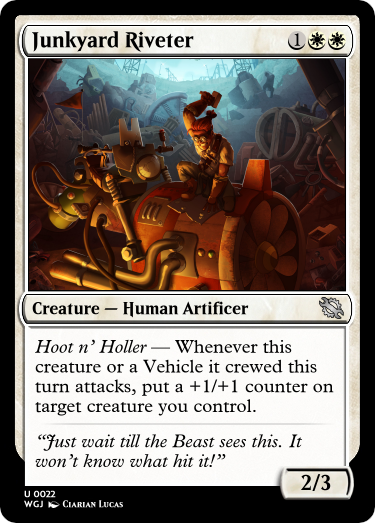 Junkyard Riveter 1
Creature — Human Artificer
Hoot n’ Holler — Whenever this
creature or a Vehicle it crewed this
turn attacks, put a +1/+1 counter on
target creature you control.
“Just wait till the Beast sees this. It
won’t know what hit it!”
2/3
U 0022
WGJ Ciarian Lucas